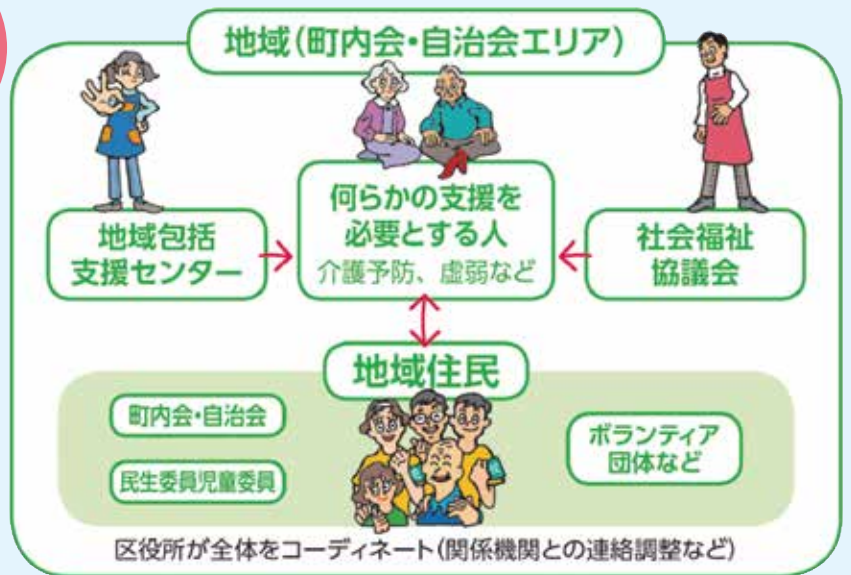 地域(町内会・自治会エリア)
何らかの支援を
必要とする人
介護予防、虚弱など
地域包括
支援センター
社会福祉
協議会
地域住民
町内会・自治会
民生委員児童委員
ボランティア
団体など
区役所が全体をコーディネート(関係機関との連絡調整など)